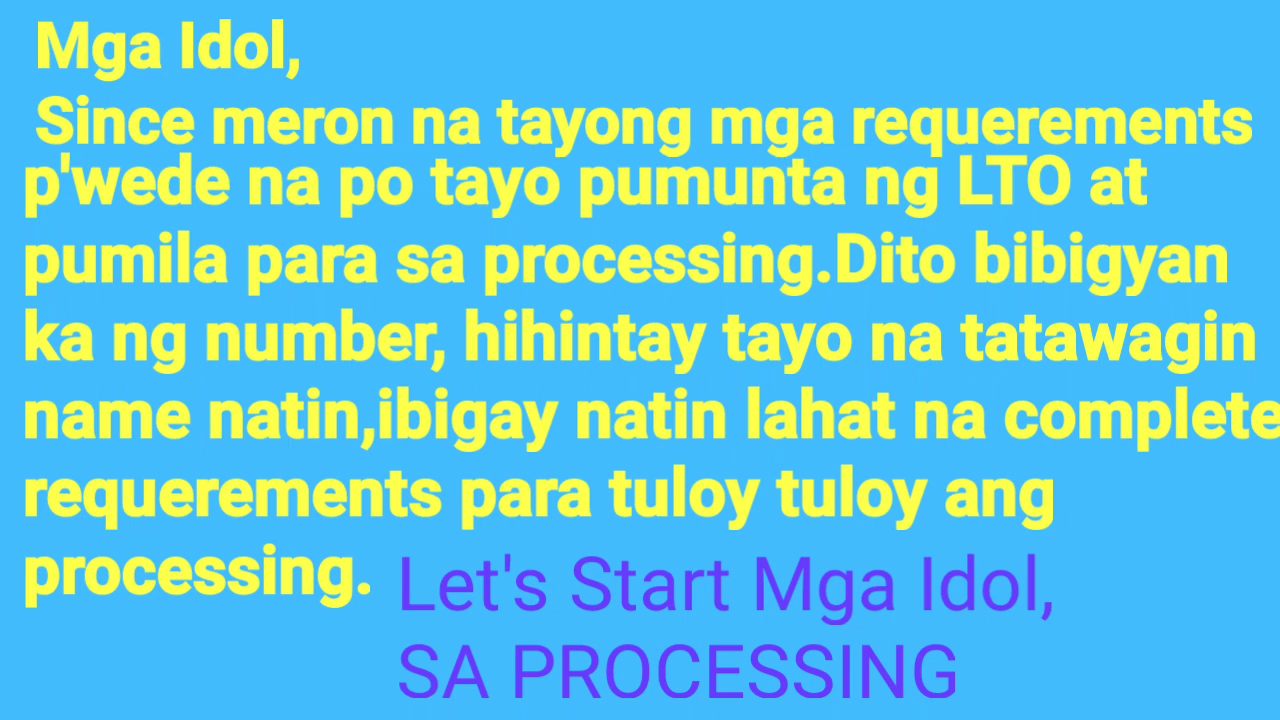 Mga Idol,
Since meron na tayong mga requerements
p'wede na po tayo pumunta ng LTO at
pumila para sa processing.Dito bibigyan
ka ng number, hihintay tayo na tatawagin
name natin,ibigay natin lahat na complete
requerements para tuloy tuloy ang
processing.
Let's Start Mga Idol,
SA PROCESSING